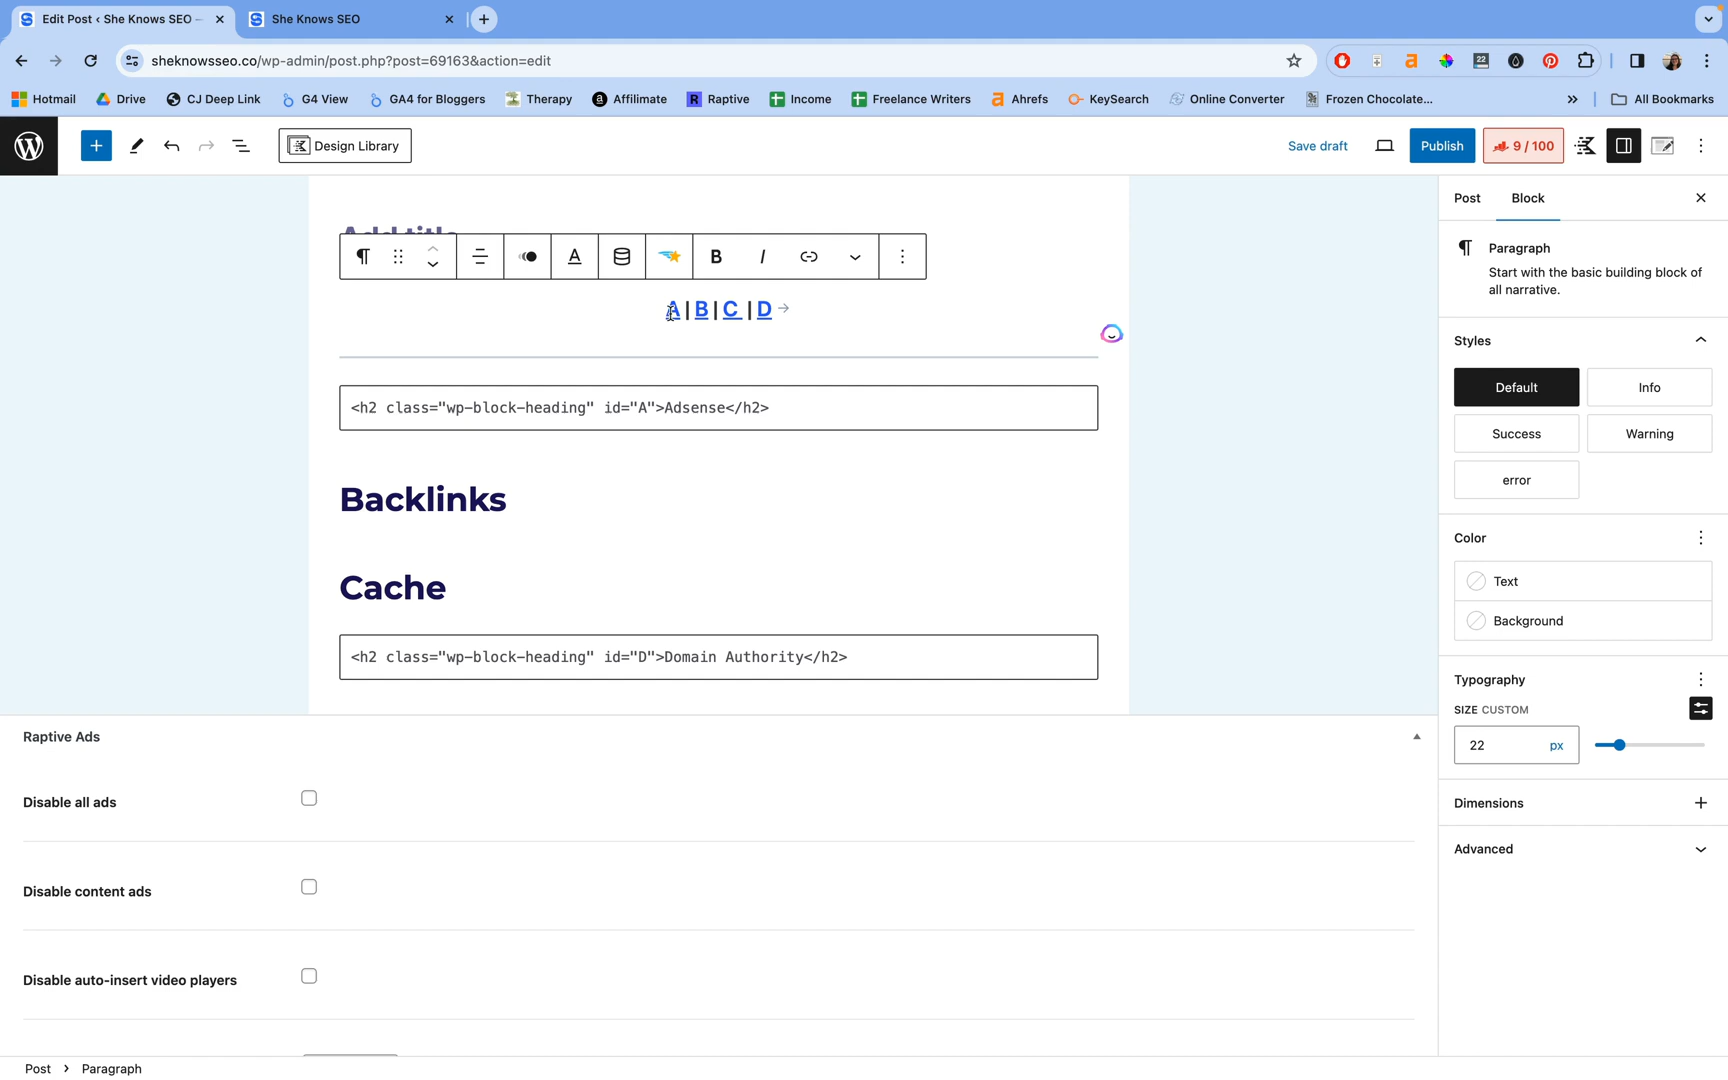 Edit Post ‹ She Knows SEO –
She Knows SEO
sheknowsseo.co/wp-admin/post.php?post=69163&action=edit
22
Hotmail
Drive
CJ Deep Link
G4 View
GA4 for Bloggers
Therapy
Affilimate
Raptive
Income
Freelance Writers
Ahrefs
KeySearch
Online Converter
Frozen Chocolate...
»
All Bookmarks
Design Library
Save draft
Publish
9 / 100
Post
Block
Add title
A
B
I
A | B | C | D
<h2 class="wp-block-heading" id="A">Adsense</h2>
Backlinks
Cache
<h2 class="wp-block-heading" id="D">Domain Authority</h2>
Paragraph
Start with the basic building block of
all narrative.
Styles
Default
Info
Success
Warning
error
Color
Text
Background
Typography
SIZE CUSTOM
22 px
Dimensions
Advanced
Raptive Ads
Disable all ads
Disable content ads
Disable auto-insert video players
Post › Paragraph